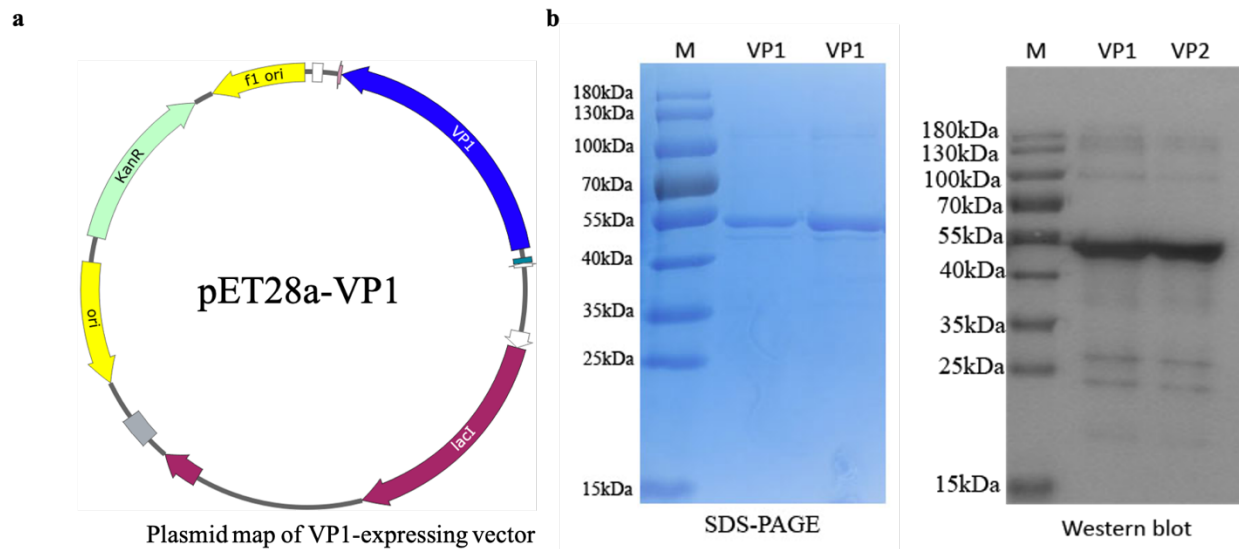 a
f1 ori
VP1
KanR
ori
lacI
pET28a-VP1
Plasmid map of VP1-expressing vector
b
M VP1 VP1
180kDa
130kDa
100kDa
70kDa
55kDa
40kDa
35kDa
25kDa
15kDa
SDS-PAGE
M VP1 VP2
180kDa
130kDa
100kDa
70kDa
55kDa
40kDa
35kDa
25kDa
15kDa
Western blot